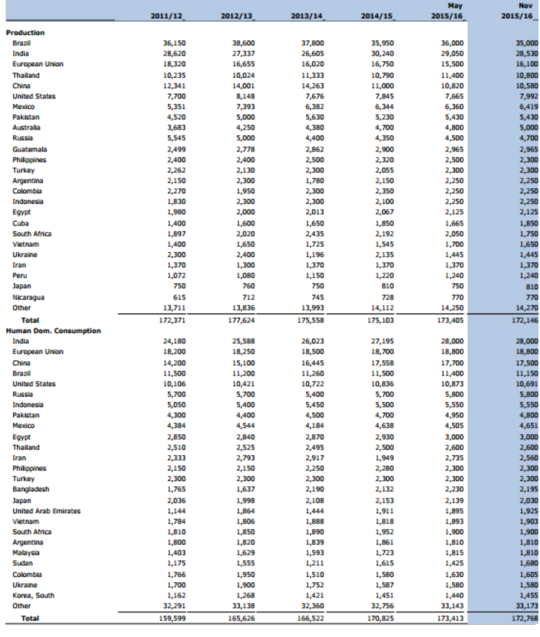 May Nov
2011/12 2012/13 2013/14 2014/15 2015/16 2015/16
Production
Brazil 36,150 38,600 37,800 35,950 36,000 35,000
India 28,620 27,337 26,605 30,240 29,050 28,530
European Union 18,320 16,655 16,020 16,750 15,500 16,100
Thailand 10,235 10,024 11,333 10,790 11,400 10,800
China 12,341 14,001 14,263 11,000 10,820 10,580
United States 7,700 8,148 7,676 7,845 7,665 7,992
Mexico 5,351 7,393 6,382 6,344 6,360 6,419
Pakistan 4,520 5,000 5,630 5,230 5,430 5,430
Australia 3,683 4,250 4,380 4,700 4,800 5,000
Russia 5,545 5,000 4,400 4,350 4,500 4,700
Guatemala 2,499 2,778 2,862 2,900 2,965 2,965
Philippines 2,400 2,400 2,500 2,320 2,500 2,300
Turkey 2,262 2,130 2,300 2,055 2,300 2,300
Argentina 2,150 2,300 1,780 2,150 2,250 2,250
Colombia 2,270 1,950 2,300 2,350 2,250 2,250
Indonesia 1,830 2,300 2,300 2,100 2,250 2,250
Egypt 1,980 2,000 2,013 2,067 2,125 2,125
Cuba 1,400 1,600 1,650 1,850 1,665 1,850
South Africa 1,897 2,020 2,435 2,192 2,050 1,750
Vietnam 1,400 1,650 1,725 1,545 1,700 1,650
Ukraine 2,300 2,400 1,196 2,135 1,445 1,445
Iran 1,370 1,300 1,370 1,370 1,370 1,370
Peru 1,072 1,080 1,150 1,220 1,240 1,240
Japan 750 760 750 810 750 810
Nicaragua 615 712 745 728 770 770
Other 13,711 13,836 13,993 14,112 14,250 14,270
Total 172,371 177,624 175,558 175,103 173,405 172,146
Human Dom. Consumption
India 24,180 25,588 26,023 27,195 28,000 28,000
European Union 18,200 18,250 18,500 18,700 18,800 18,800
China 14,200 15,100 16,445 17,558 17,700 17,500
Brazil 11,500 11,200 11,260 11,500 11,400 11,150
United States 10,106 10,421 10,722 10,836 10,873 10,691
Russia 5,700 5,700 5,400 5,700 5,800 5,800
Indonesia 5,050 5,400 5,450 5,500 5,550 5,550
Pakistan 4,300 4,400 4,500 4,700 4,950 4,800
Mexico 4,384 4,544 4,184 4,638 4,505 4,651
Egypt 2,850 2,840 2,870 2,930 3,000 3,000
Thailand 2,510 2,525 2,495 2,500 2,600 2,600
Iran 2,333 2,793 2,917 1,949 2,735 2,560
Philippines 2,150 2,150 2,250 2,280 2,300 2,300
Turkey 2,300 2,300 2,300 2,300 2,300 2,300
Bangladesh 1,765 1,637 2,190 2,132 2,230 2,195
Japan 2,036 1,998 2,108 2,153 2,139 2,030
United Arab Emirates 1,144 1,864 1,444 1,911 1,895 1,925
Vietnam 1,784 1,806 1,888 1,818 1,893 1,903
South Africa 1,810 1,850 1,890 1,952 1,900 1,900
Argentina 1,800 1,820 1,839 1,861 1,810 1,810
Malaysia 1,403 1,629 1,593 1,723 1,815 1,810
Sudan 1,175 1,555 1,211 1,615 1,425 1,680
Colombia 1,766 1,950 1,510 1,580 1,630 1,605
Ukraine 1,700 1,900 1,752 1,587 1,580 1,580
Korea, South 1,162 1,268 1,421 1,451 1,440 1,455
Other 32,291 33,138 32,360 32,756 33,143 33,173
Total 159,599 165,626 166,522 170,825 173,413 172,768